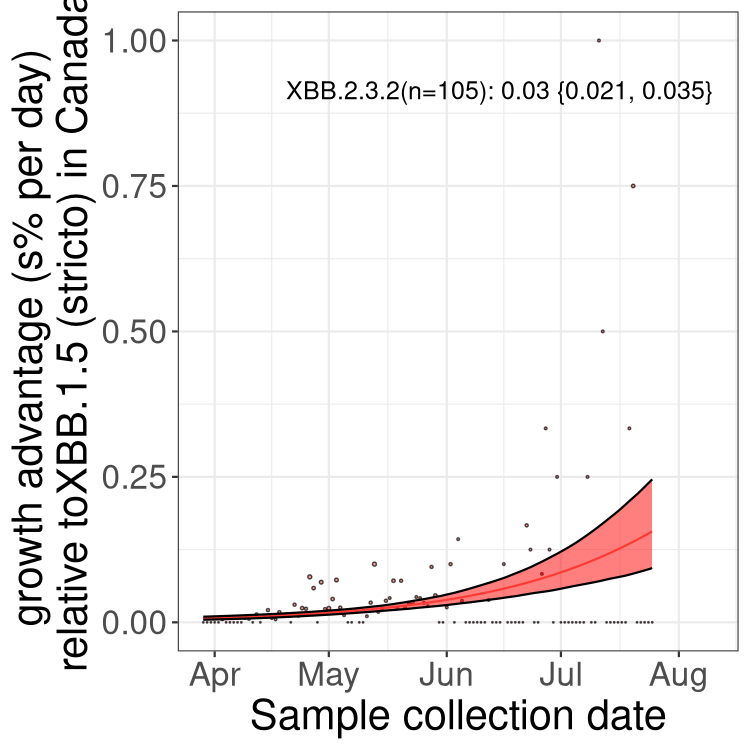 growth advantage (s% per day)
relative toXBB.1.5 (stricto) in Canada
1.00
0.75
0.50
0.25
0.00
XBB.2.3.2(n=105): 0.03 {0.021, 0.035}
Apr
May
Jun
Jul
Aug
Sample collection date